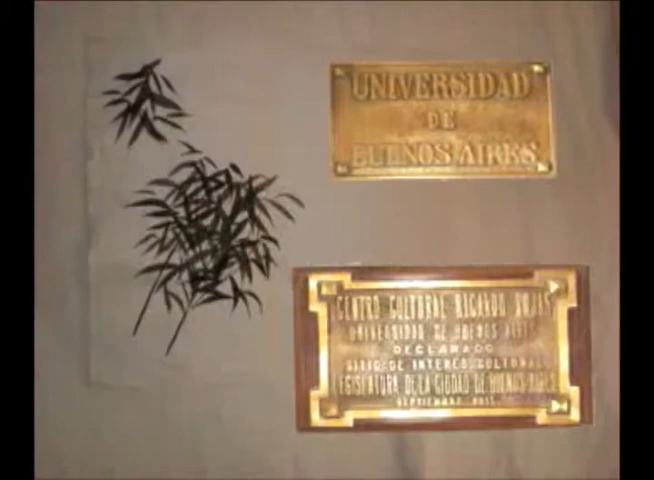 UNIVERSIDAD
DE
BUENOS AIRES
CENTRO CULTURAL RICARDO ROJAS
UNIVERSIDAD DE BUENOS AIRES
DECLARADO
SITIO DE INTERES CULTURAL
LEGISLATURA DE LA CIUDAD DE BUENOS AIRES
SEPTIEMBRE